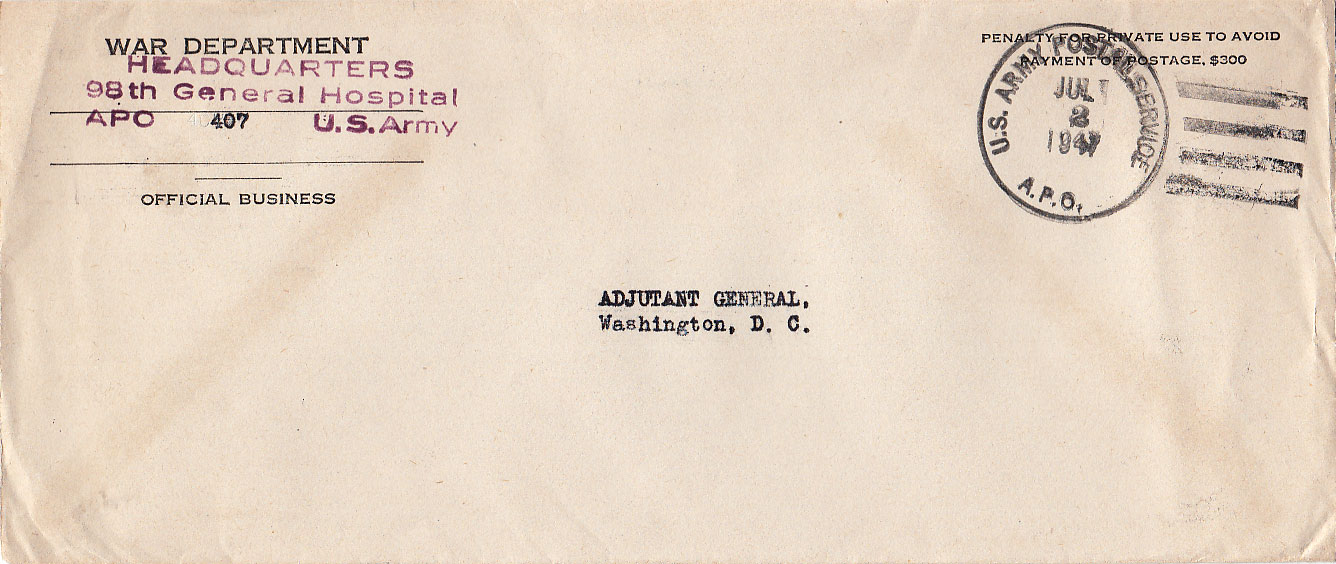 WAR DEPARTMENT
HEADQUARTERS
98th General Hospital
APO 407 U.S.Army
OFFICIAL BUSINESS
PENALTY FOR PRIVATE USE TO AVOID
PAYMENT OF POSTAGE, $300
U.S. ARMY POSTAL SERVICE
JUL
2
1947
A.P.O.
ADJUTANT GENERAL,
Washington, D. C.